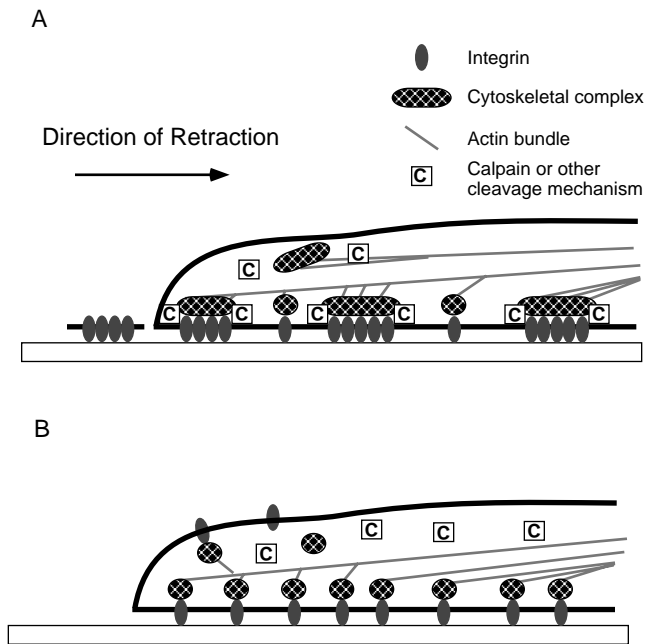 A
Integrin
Cytoskeletal complex
Direction of Retraction
Actin bundle
C
Calpain or other
cleavage mechanism
C
C
C
C
C
C
C
C
B
C
C
C
C